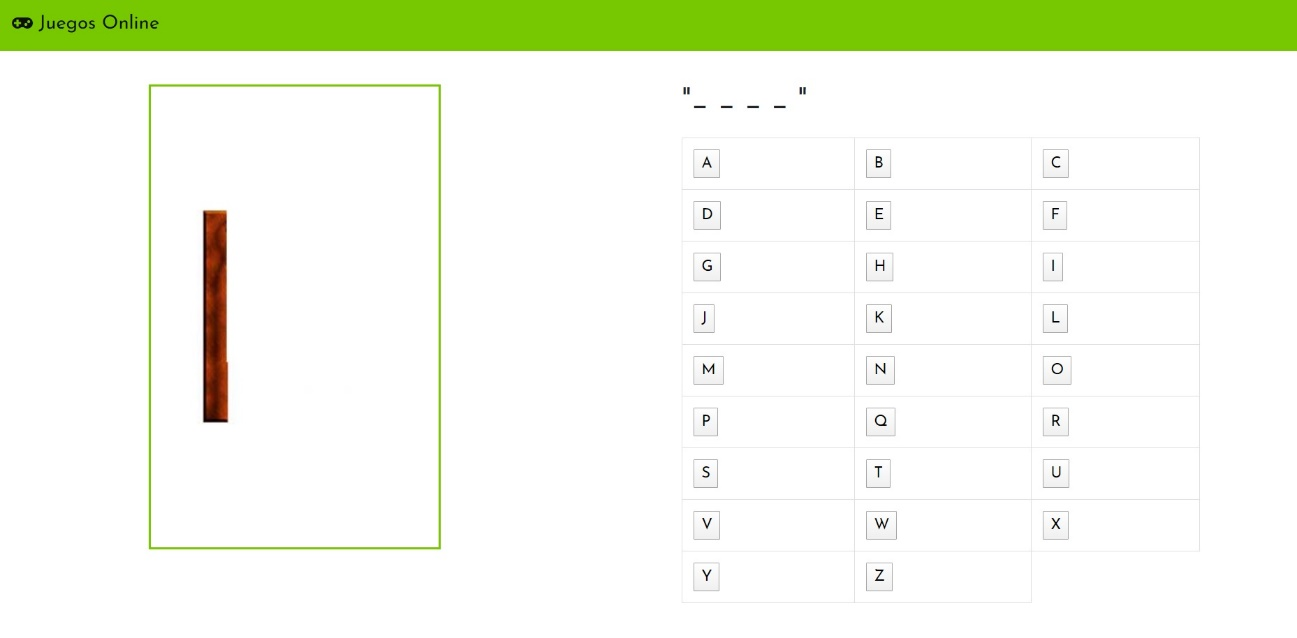 Juegos Online
"_ _ _ _ "
A B C
D E F
G H I
J K L
M N O
P Q R
S T U
V W X
Y Z